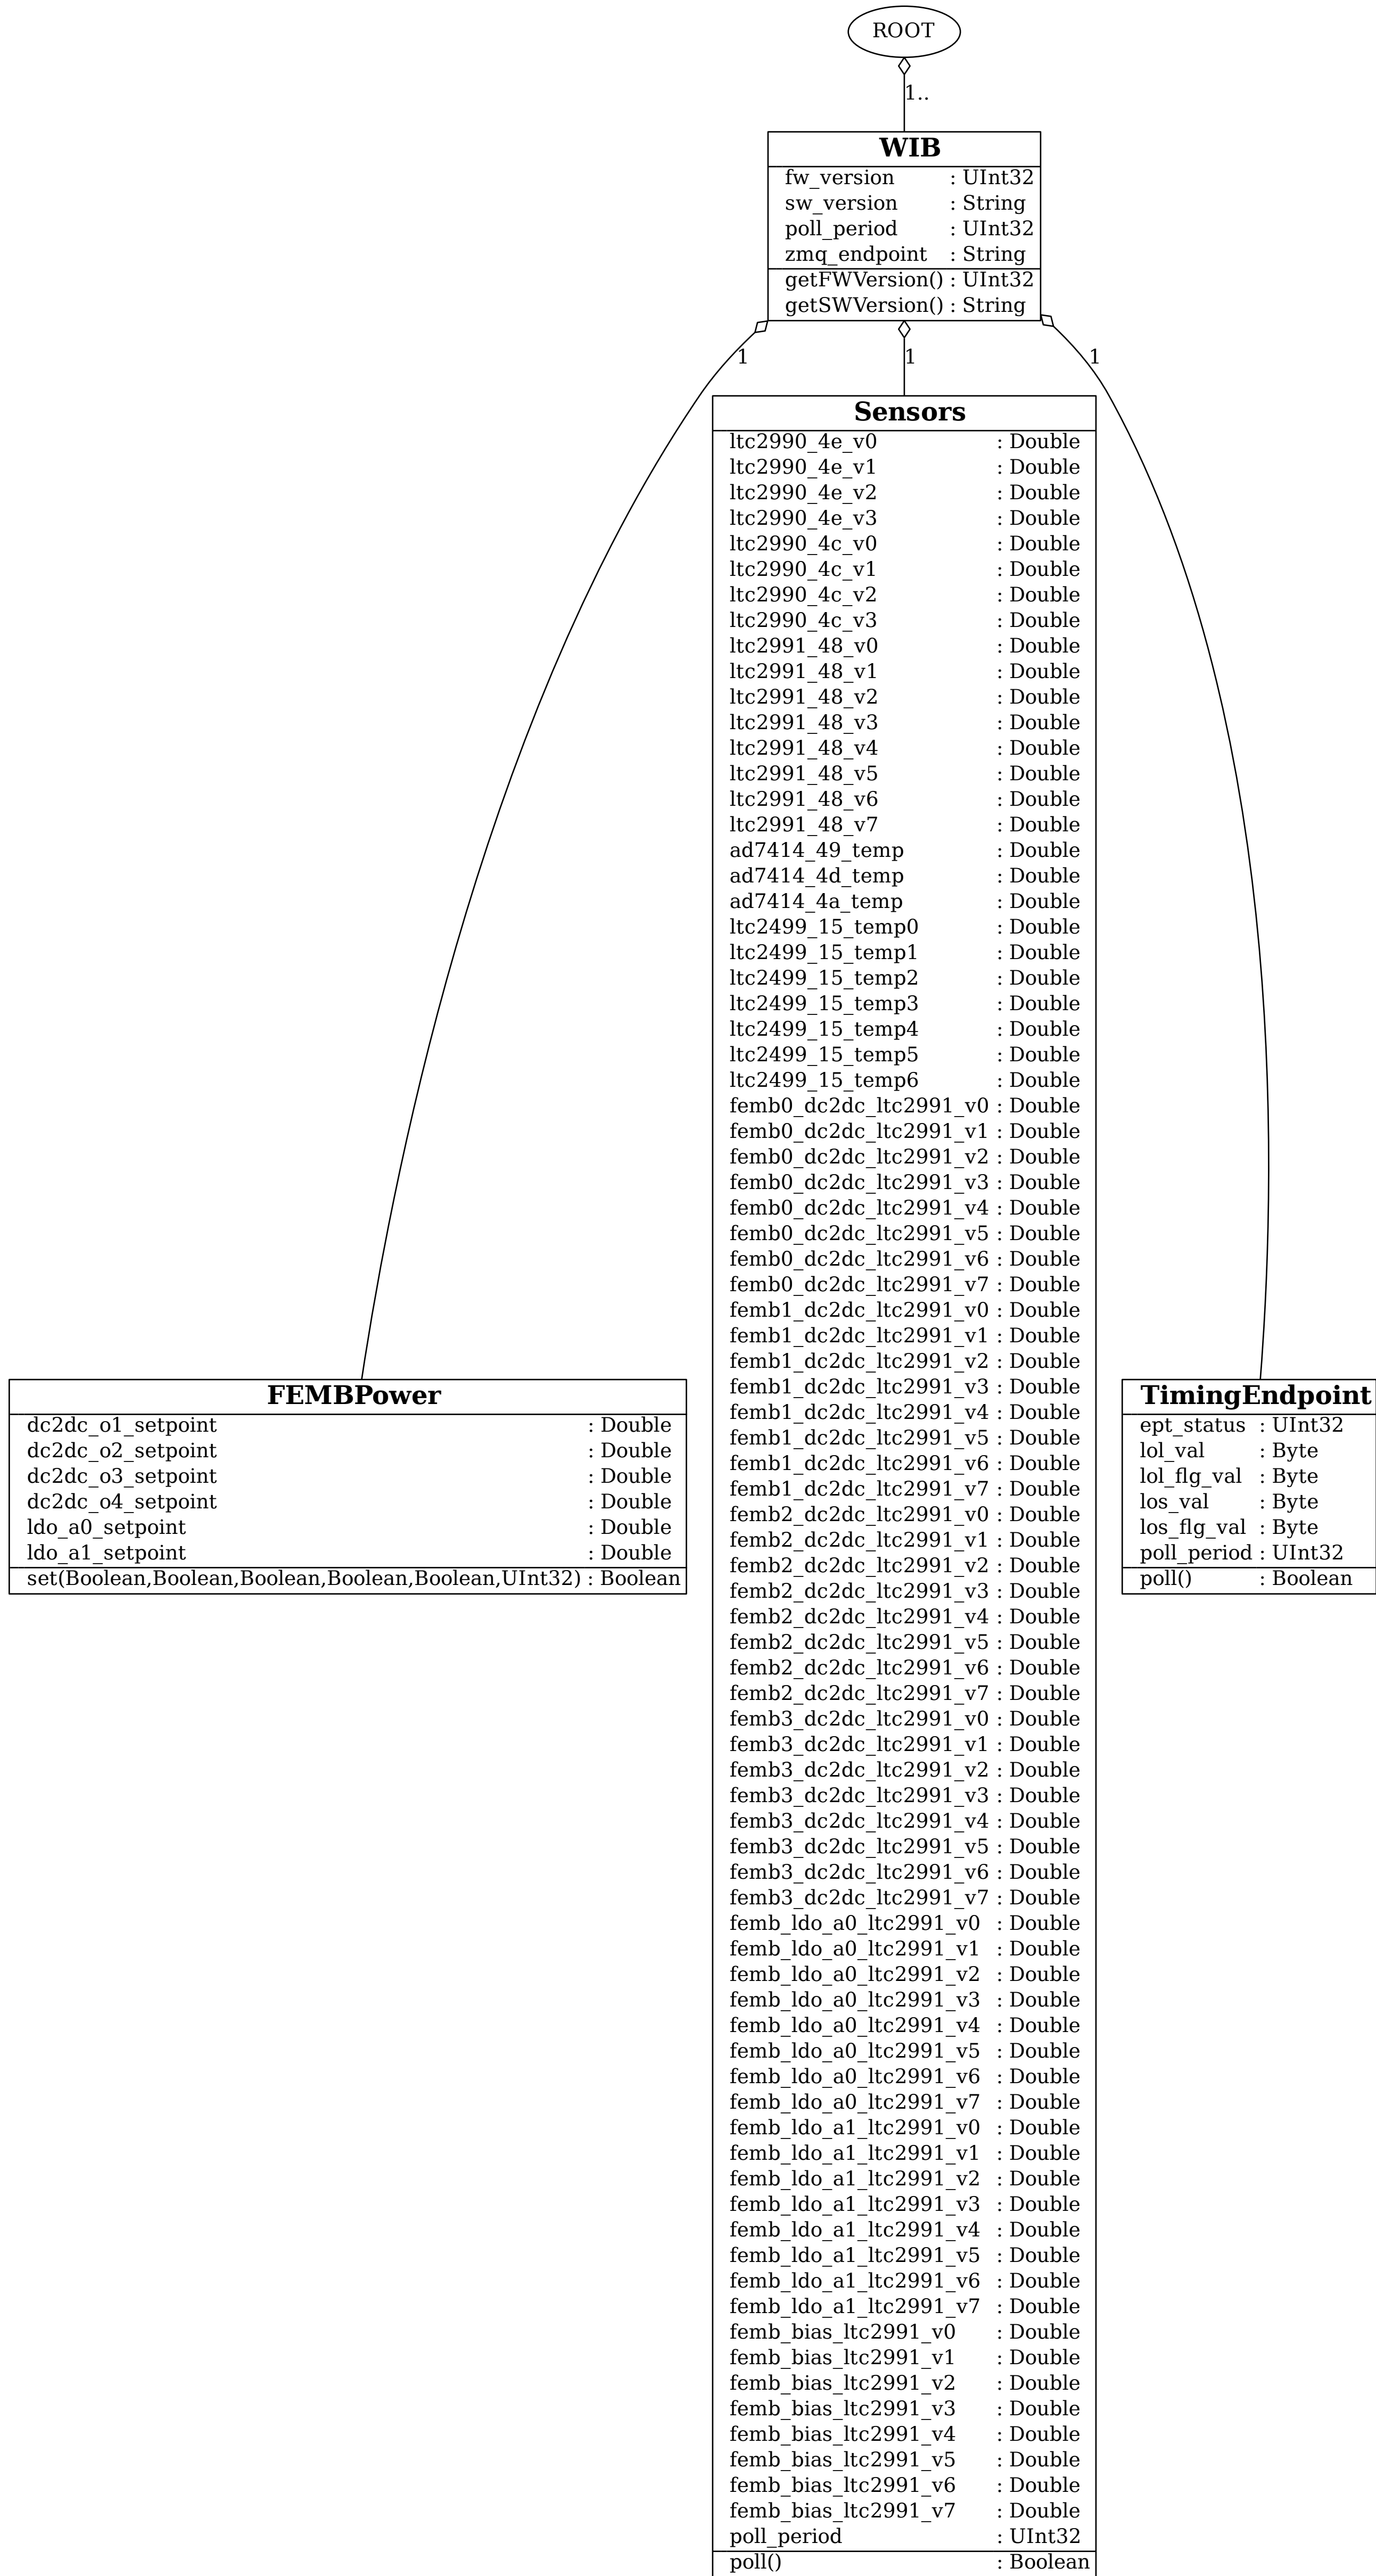 ROOT
1..
WIB
fw_version : UInt32
sw_version : String
poll_period : UInt32
zmq_endpoint : String
getFWVersion() : UInt32
getSWVersion() : String
1
1
1
Sensors
ltc2990_4e_v0 : Double
ltc2990_4e_v1 : Double
ltc2990_4e_v2 : Double
ltc2990_4e_v3 : Double
ltc2990_4c_v0 : Double
ltc2990_4c_v1 : Double
ltc2990_4c_v2 : Double
ltc2990_4c_v3 : Double
ltc2991_48_v0 : Double
ltc2991_48_v1 : Double
ltc2991_48_v2 : Double
ltc2991_48_v3 : Double
ltc2991_48_v4 : Double
ltc2991_48_v5 : Double
ltc2991_48_v6 : Double
ltc2991_48_v7 : Double
ad7414_49_temp : Double
ad7414_4d_temp : Double
ad7414_4a_temp : Double
ltc2499_15_temp0 : Double
ltc2499_15_temp1 : Double
ltc2499_15_temp2 : Double
ltc2499_15_temp3 : Double
ltc2499_15_temp4 : Double
ltc2499_15_temp5 : Double
ltc2499_15_temp6 : Double
femb0_dc2dc_ltc2991_v0 : Double
femb0_dc2dc_ltc2991_v1 : Double
femb0_dc2dc_ltc2991_v2 : Double
femb0_dc2dc_ltc2991_v3 : Double
femb0_dc2dc_ltc2991_v4 : Double
femb0_dc2dc_ltc2991_v5 : Double
femb0_dc2dc_ltc2991_v6 : Double
femb0_dc2dc_ltc2991_v7 : Double
femb1_dc2dc_ltc2991_v0 : Double
femb1_dc2dc_ltc2991_v1 : Double
femb1_dc2dc_ltc2991_v2 : Double
femb1_dc2dc_ltc2991_v3 : Double
femb1_dc2dc_ltc2991_v4 : Double
femb1_dc2dc_ltc2991_v5 : Double
femb1_dc2dc_ltc2991_v6 : Double
femb1_dc2dc_ltc2991_v7 : Double
femb2_dc2dc_ltc2991_v0 : Double
femb2_dc2dc_ltc2991_v1 : Double
femb2_dc2dc_ltc2991_v2 : Double
femb2_dc2dc_ltc2991_v3 : Double
femb2_dc2dc_ltc2991_v4 : Double
femb2_dc2dc_ltc2991_v5 : Double
femb2_dc2dc_ltc2991_v6 : Double
femb2_dc2dc_ltc2991_v7 : Double
femb3_dc2dc_ltc2991_v0 : Double
femb3_dc2dc_ltc2991_v1 : Double
femb3_dc2dc_ltc2991_v2 : Double
femb3_dc2dc_ltc2991_v3 : Double
femb3_dc2dc_ltc2991_v4 : Double
femb3_dc2dc_ltc2991_v5 : Double
femb3_dc2dc_ltc2991_v6 : Double
femb3_dc2dc_ltc2991_v7 : Double
femb_ldo_a0_ltc2991_v0 : Double
femb_ldo_a0_ltc2991_v1 : Double
femb_ldo_a0_ltc2991_v2 : Double
femb_ldo_a0_ltc2991_v3 : Double
femb_ldo_a0_ltc2991_v4 : Double
femb_ldo_a0_ltc2991_v5 : Double
femb_ldo_a0_ltc2991_v6 : Double
femb_ldo_a0_ltc2991_v7 : Double
femb_ldo_a1_ltc2991_v0 : Double
femb_ldo_a1_ltc2991_v1 : Double
femb_ldo_a1_ltc2991_v2 : Double
femb_ldo_a1_ltc2991_v3 : Double
femb_ldo_a1_ltc2991_v4 : Double
femb_ldo_a1_ltc2991_v5 : Double
femb_ldo_a1_ltc2991_v6 : Double
femb_ldo_a1_ltc2991_v7 : Double
femb_bias_ltc2991_v0 : Double
femb_bias_ltc2991_v1 : Double
femb_bias_ltc2991_v2 : Double
femb_bias_ltc2991_v3 : Double
femb_bias_ltc2991_v4 : Double
femb_bias_ltc2991_v5 : Double
femb_bias_ltc2991_v6 : Double
femb_bias_ltc2991_v7 : Double
poll_period : UInt32
poll() : Boolean
FEMBPower
dc2dc_o1_setpoint : Double
dc2dc_o2_setpoint : Double
dc2dc_o3_setpoint : Double
dc2dc_o4_setpoint : Double
ldo_a0_setpoint : Double
ldo_a1_setpoint : Double
set(Boolean,Boolean,Boolean,Boolean,Boolean,UInt32) : Boolean
TimingEndpoint
ept_status : UInt32
lol_val : Byte
lol_flg_val : Byte
los_val : Byte
los_flg_val : Byte
poll_period : UInt32
poll() : Boolean